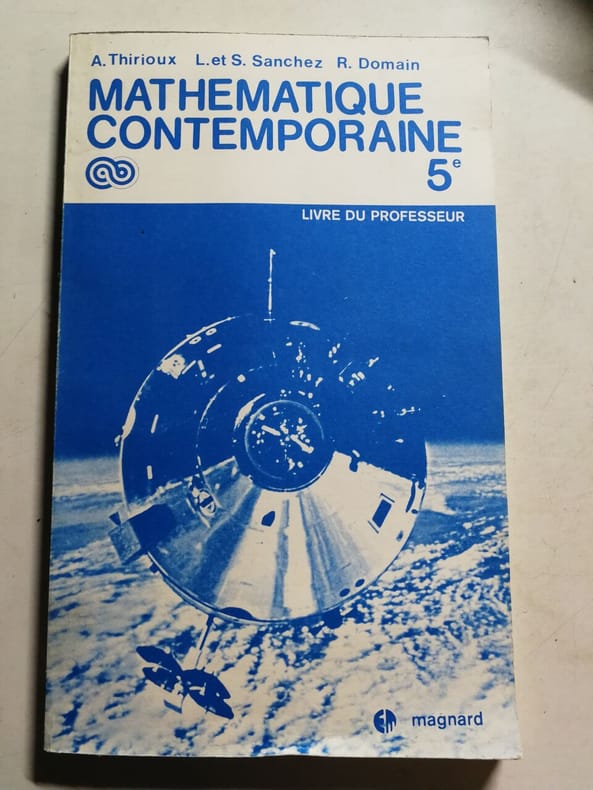 A. Thirioux L. et S. Sanchez R. Domain
MATHEMATIQUE
CONTEMPORAINE
5e
LIVRE DU PROFESSEUR
magnard